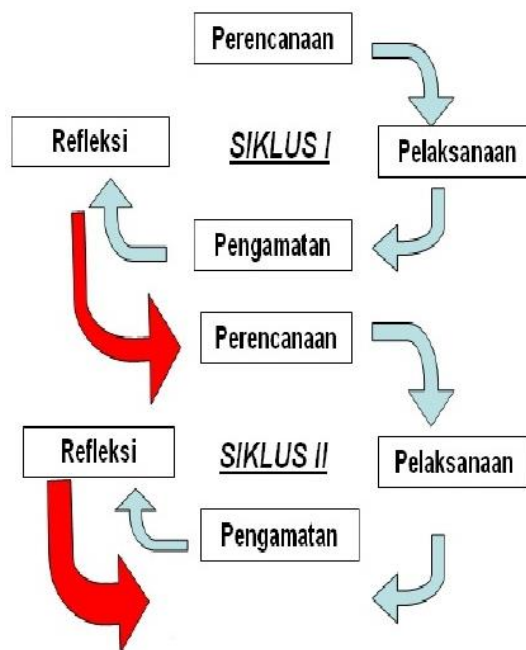 Perencanaan
Refleksi
SIKLUS I
Pelaksanaan
Pengamatan
Perencanaan
Refleksi
SIKLUS II
Pelaksanaan
Pengamatan